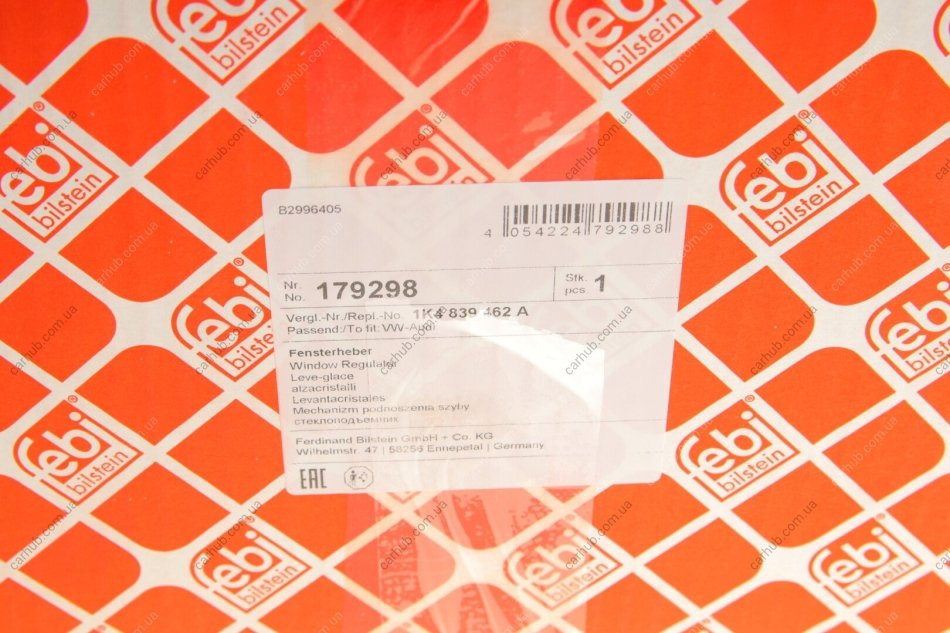 B2996405
4 054224 792988
Nr.
No. 179298
Stk.
pcs. 1
Vergl.-Nr./Repl.-No. 1K4 839 462 A
Passend:/To fit: VW-Audi
Fensterheber
Window Regulator
Leve-glace
alzacristalli
Levantacristales
Mechanizm podnoszenia szyby
стеклоподъемник
Ferdinand Bilstein GmbH + Co. KG
Wilhelmstr. 47 | 58256 Ennepetal | Germany
EAC
febi
bilstein
carhub.com.ua